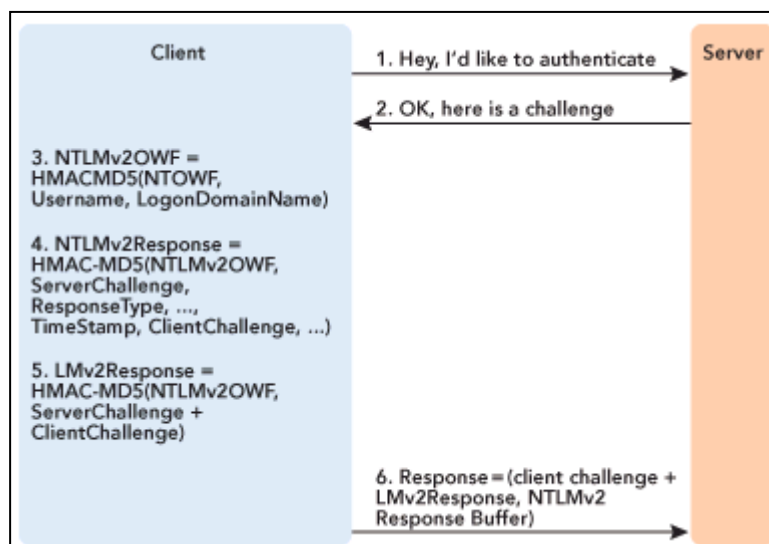 Client
1. Hey, I'd like to authenticate
Server
2. OK, here is a challenge
3. NTLMv2OWF =
HMACMD5(NTOWF,
Username, LogonDomainName)
4. NTLMv2Response =
HMAC-MD5(NTLMv2OWF,
ServerChallenge,
ResponseType, ...,
TimeStamp, ClientChallenge, ...)
5. LMv2Response =
HMAC-MD5(NTLMv2OWF,
ServerChallenge +
ClientChallenge)
6. Response=(client challenge +
LMv2Response, NTLMv2
Response Buffer)